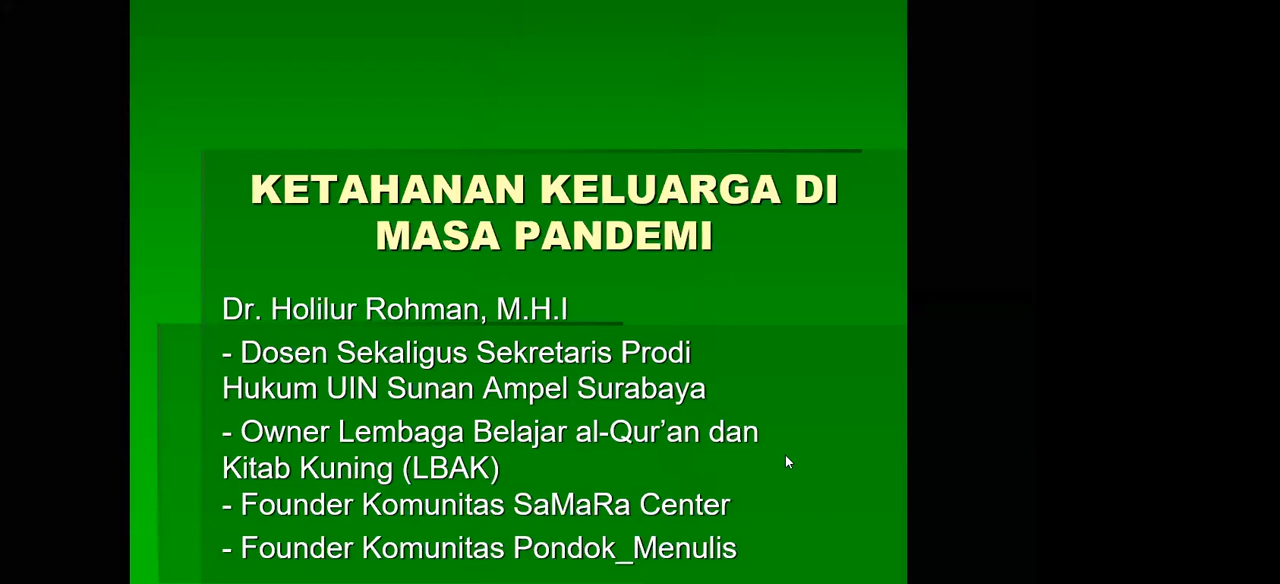 KETAHANAN KELUARGA DI
MASA PANDEMI
Dr. Holilur Rohman, M.H.I
- Dosen Sekaligus Sekretaris Prodi
Hukum UIN Sunan Ampel Surabaya
- Owner Lembaga Belajar al-Qur’an dan
Kitab Kuning (LBAK)
- Founder Komunitas SaMaRa Center
- Founder Komunitas Pondok_Menulis